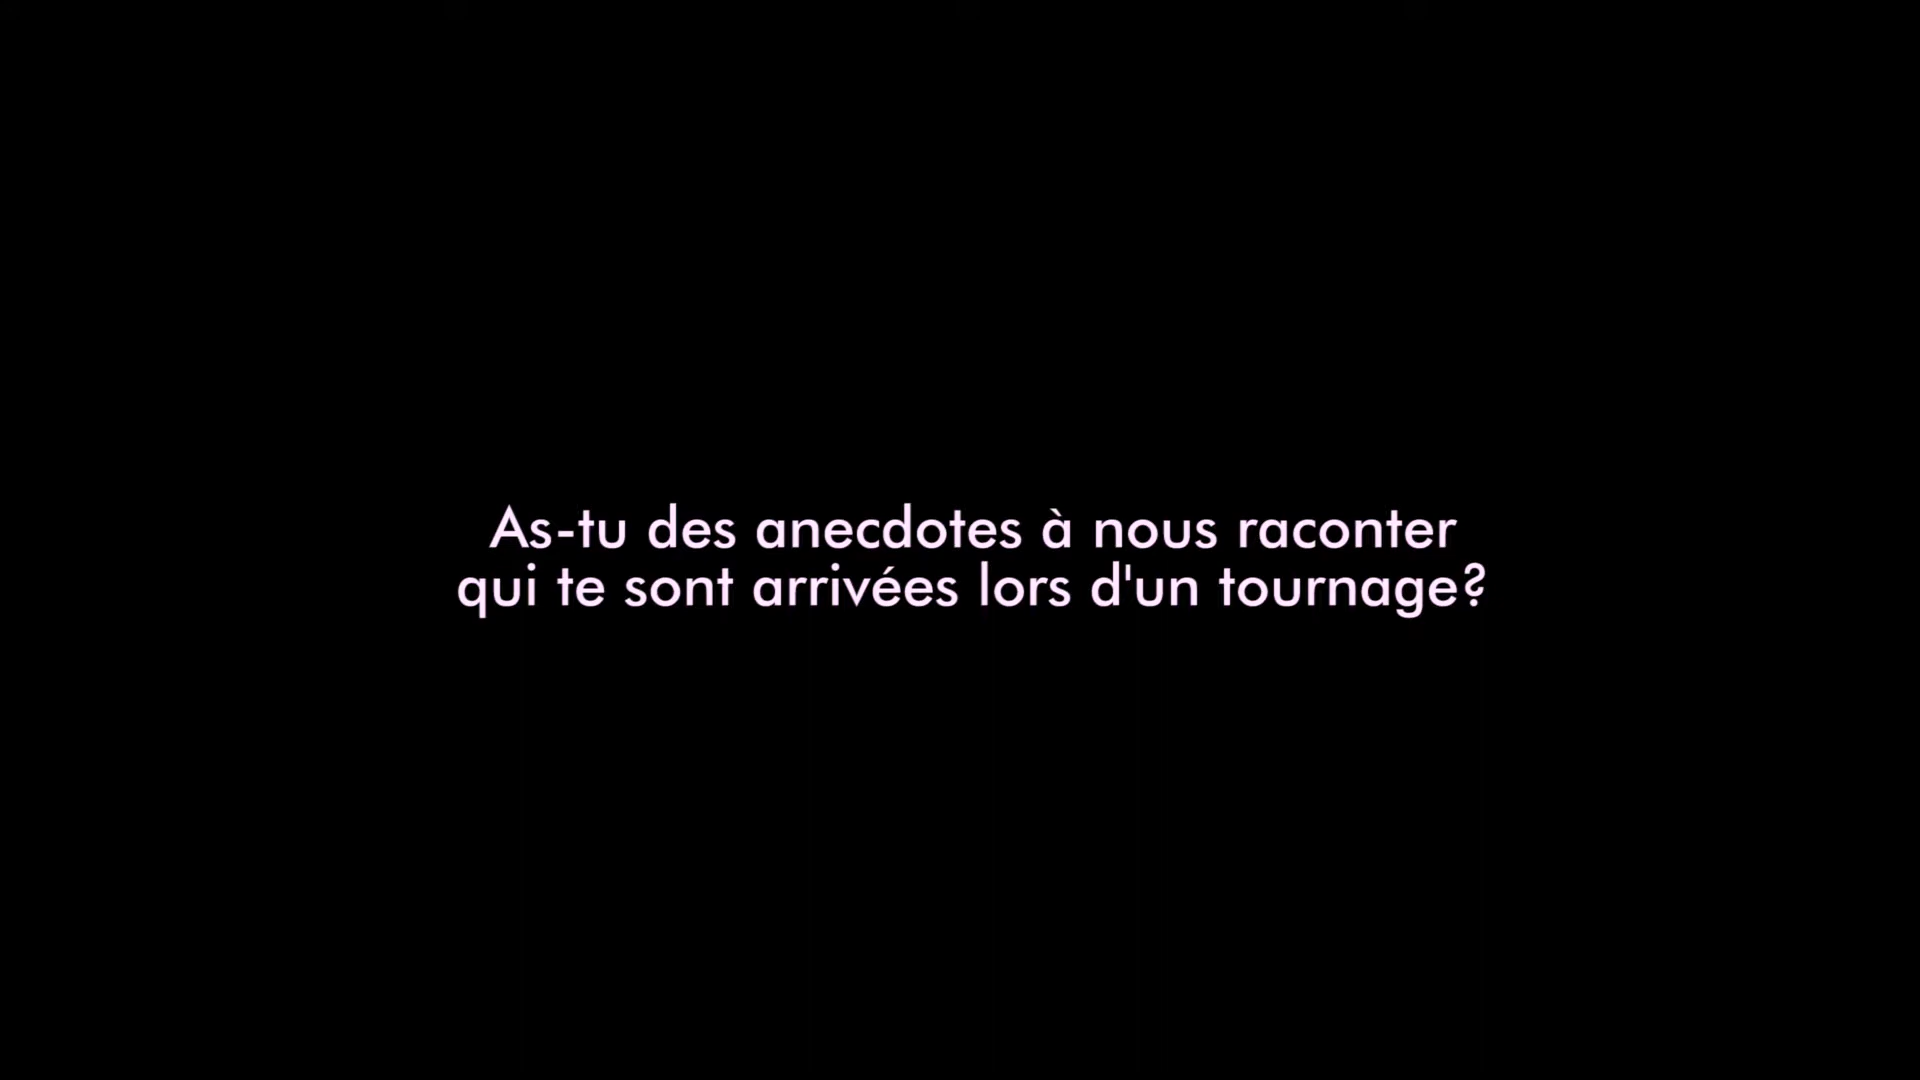 As-tu des anecdotes à nous raconter
qui te sont arrivées lors d'un tournage?